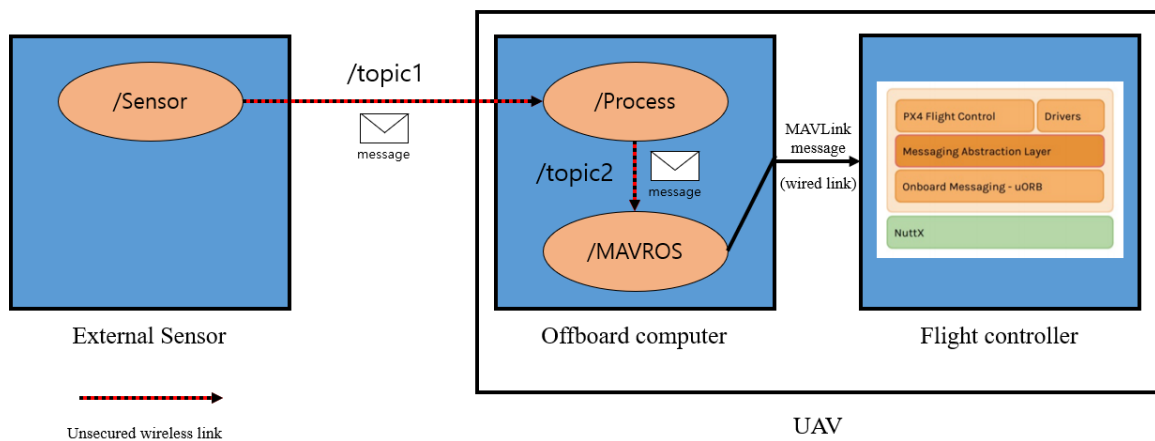 /Sensor
/topic1
message
/Process
/topic2
message
/MAVROS
MAVLink
message
(wired link)
PX4 Flight Control
Drivers
Messaging Abstraction Layer
Onboard Messaging - uORB
NuttX
External Sensor
Offboard computer
Flight controller
Unsecured wireless link
UAV